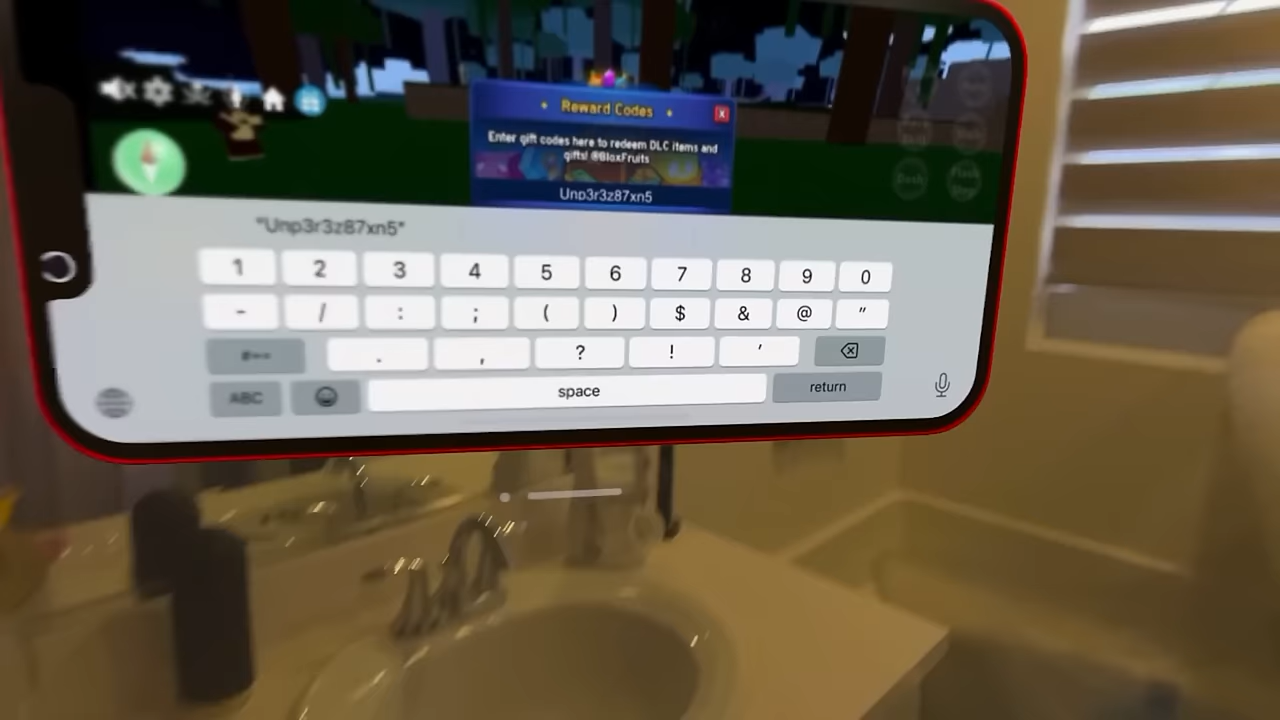 Reward Codes
X
Enter gift codes here to redeem DLC items and
gifts! @BloxFruits
Unp3r3z87xn5
"Unp3r3z87xn5"
1 2 3 4 5 6 7 8 9 0
- / : ; ( ) $ & @ "
#+= . , ? ! '
ABC space return